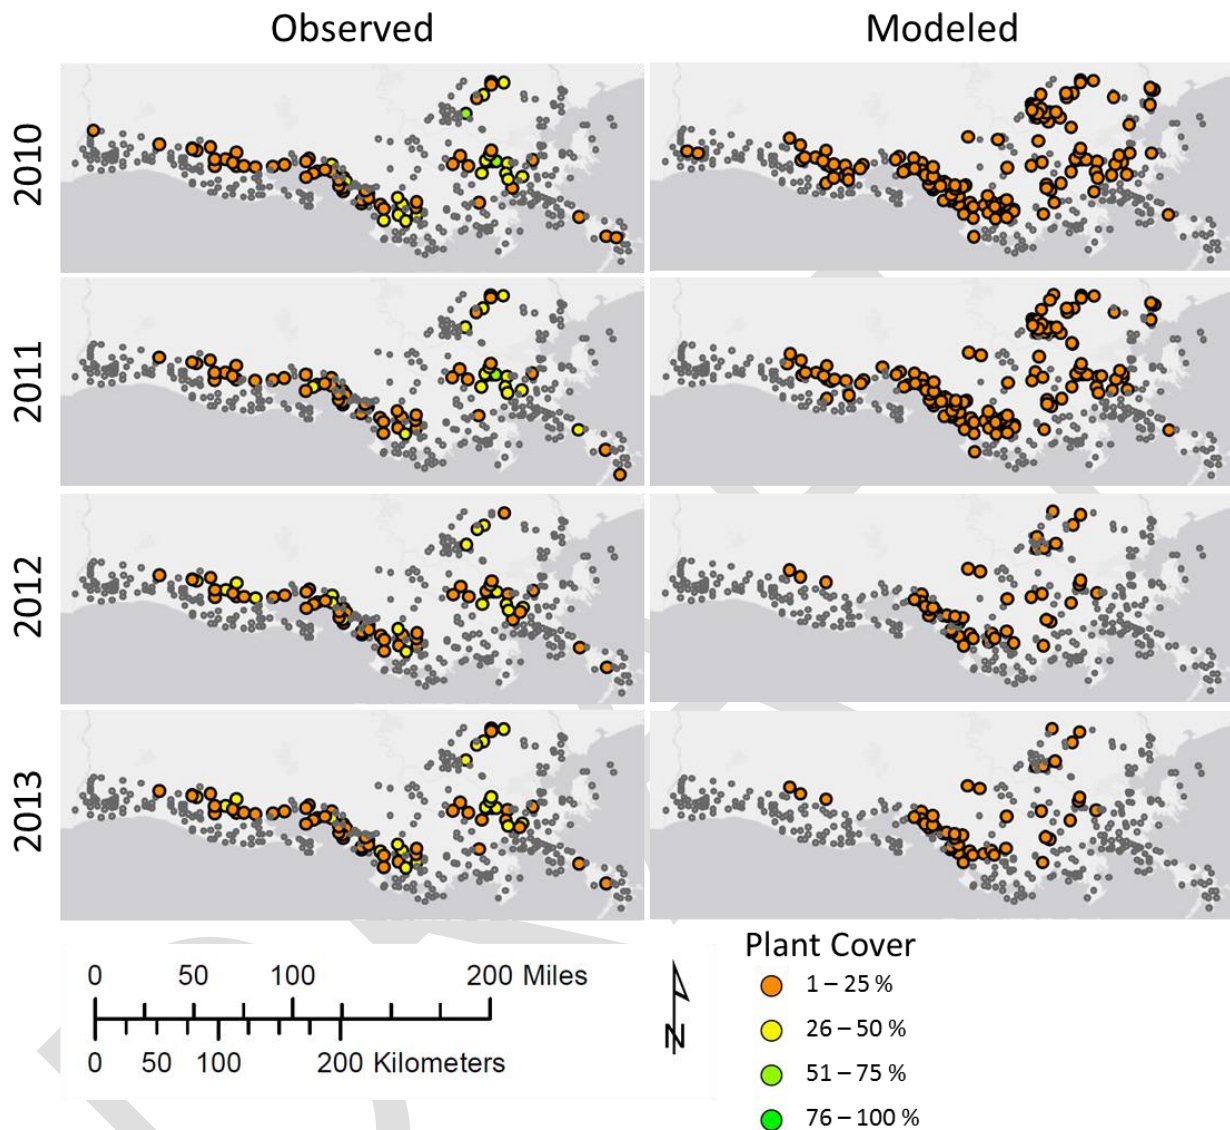 Observed Modeled
2010
2011
2012
2013
0 50 100 200 Miles
0 50 100 200 Kilometers
N
Plant Cover
1 – 25 %
26 – 50 %
51 – 75 %
76 – 100 %